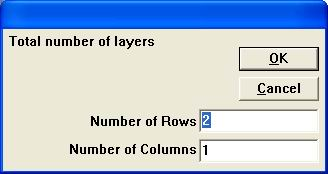 Total number of layers
OK
Cancel
Number of Rows 2
Number of Columns 1